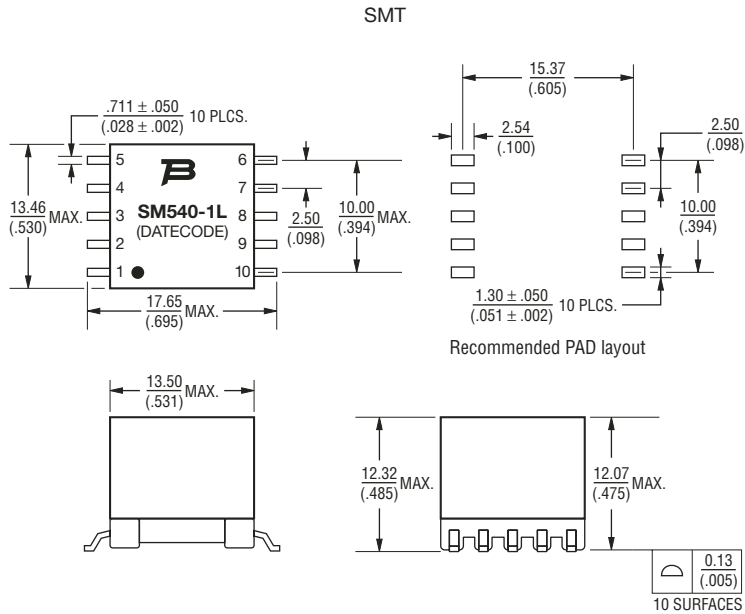 SMT
.711 ± .050
(.028 ± .002)
10 PLCS.
5
4
3
2
1
6
7
8
9
10
TB
SM540-1L
(DATECODE)
13.46
(.530)
MAX.
2.50
(.098)
10.00
(.394)
MAX.
17.65
(.695)
MAX.
15.37
(.605)
2.54
(.100)
2.50
(.098)
10.00
(.394)
1.30 ± .050
(.051 ± .002)
10 PLCS.
Recommended PAD layout
13.50
(.531)
MAX.
12.32
(.485)
MAX.
12.07
(.475)
MAX.
0.13
(.005)
10 SURFACES